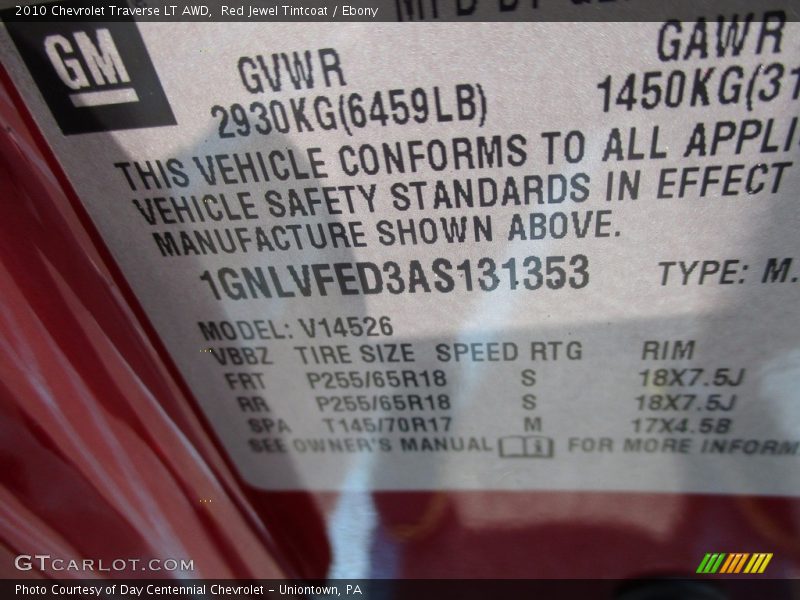 2010 Chevrolet Traverse LT AWD, Red Jewel Tintcoat / Ebony
MFD BY
GM
GVWR GAWR
2930KG(6459LB) 1450KG(31
THIS VEHICLE CONFORMS TO ALL APPLI
VEHICLE SAFETY STANDARDS IN EFFECT
MANUFACTURE SHOWN ABOVE.
1GNLVFED3AS131353 TYPE: M.
MODEL: V14526
VBBZ TIRE SIZE SPEED RTG RIM
FRT P255/65R18 S 18X7.5J
RR P255/65R18 S 18X7.5J
SPA T145/70R17 M 17X4.5B
SEE OWNER'S MANUAL FOR MORE INFORM
GTCARLOT.COM
Photo Courtesy of Day Centennial Chevrolet – Uniontown, PA